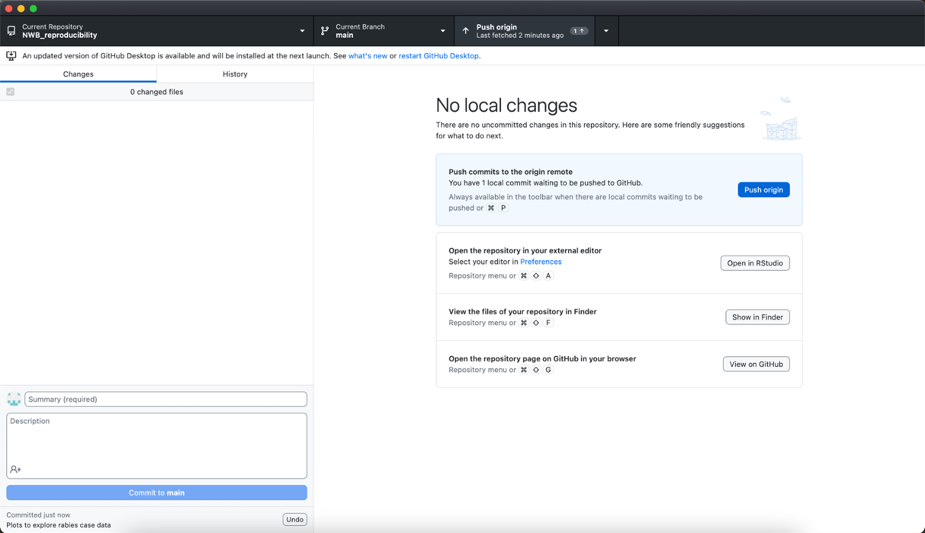 Current Repository
NWB_reproducibility
Current Branch
main
Push origin
Last fetched 2 minutes ago
1
An updated version of GitHub Desktop is available and will be installed at the next launch. See what's new or restart GitHub Desktop.
Changes
History
0 changed files
No local changes
There are no uncommitted changes in this repository. Here are some friendly suggestions
for what to do next.
Push commits to the origin remote
You have 1 local commit waiting to be pushed to GitHub.
Always available in the toolbar when there are local commits waiting to be
pushed or ⌘ P
Push origin
Open the repository in your external editor
Select your editor in Preferences
Repository menu or ⌘ ⇧ A
Open in RStudio
View the files of your repository in Finder
Repository menu or ⌘ ⇧ F
Show in Finder
Open the repository page on GitHub in your browser
Repository menu or ⌘ ⇧ G
View on GitHub
Summary (required)
Description
Commit to main
Committed just now
Plots to explore rabies case data
Undo